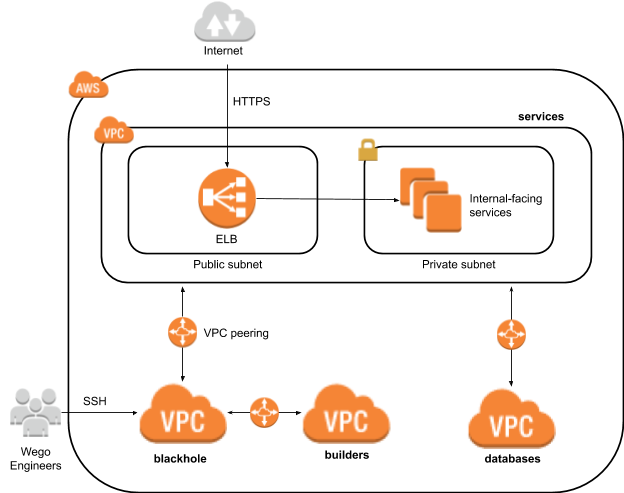 Internet
AWS
HTTPS
services
VPC
ELB
Internal-facing
services
Public subnet
Private subnet
VPC peering
SSH
VPC
VPC
VPC
Wego
Engineers
blackhole
builders
databases